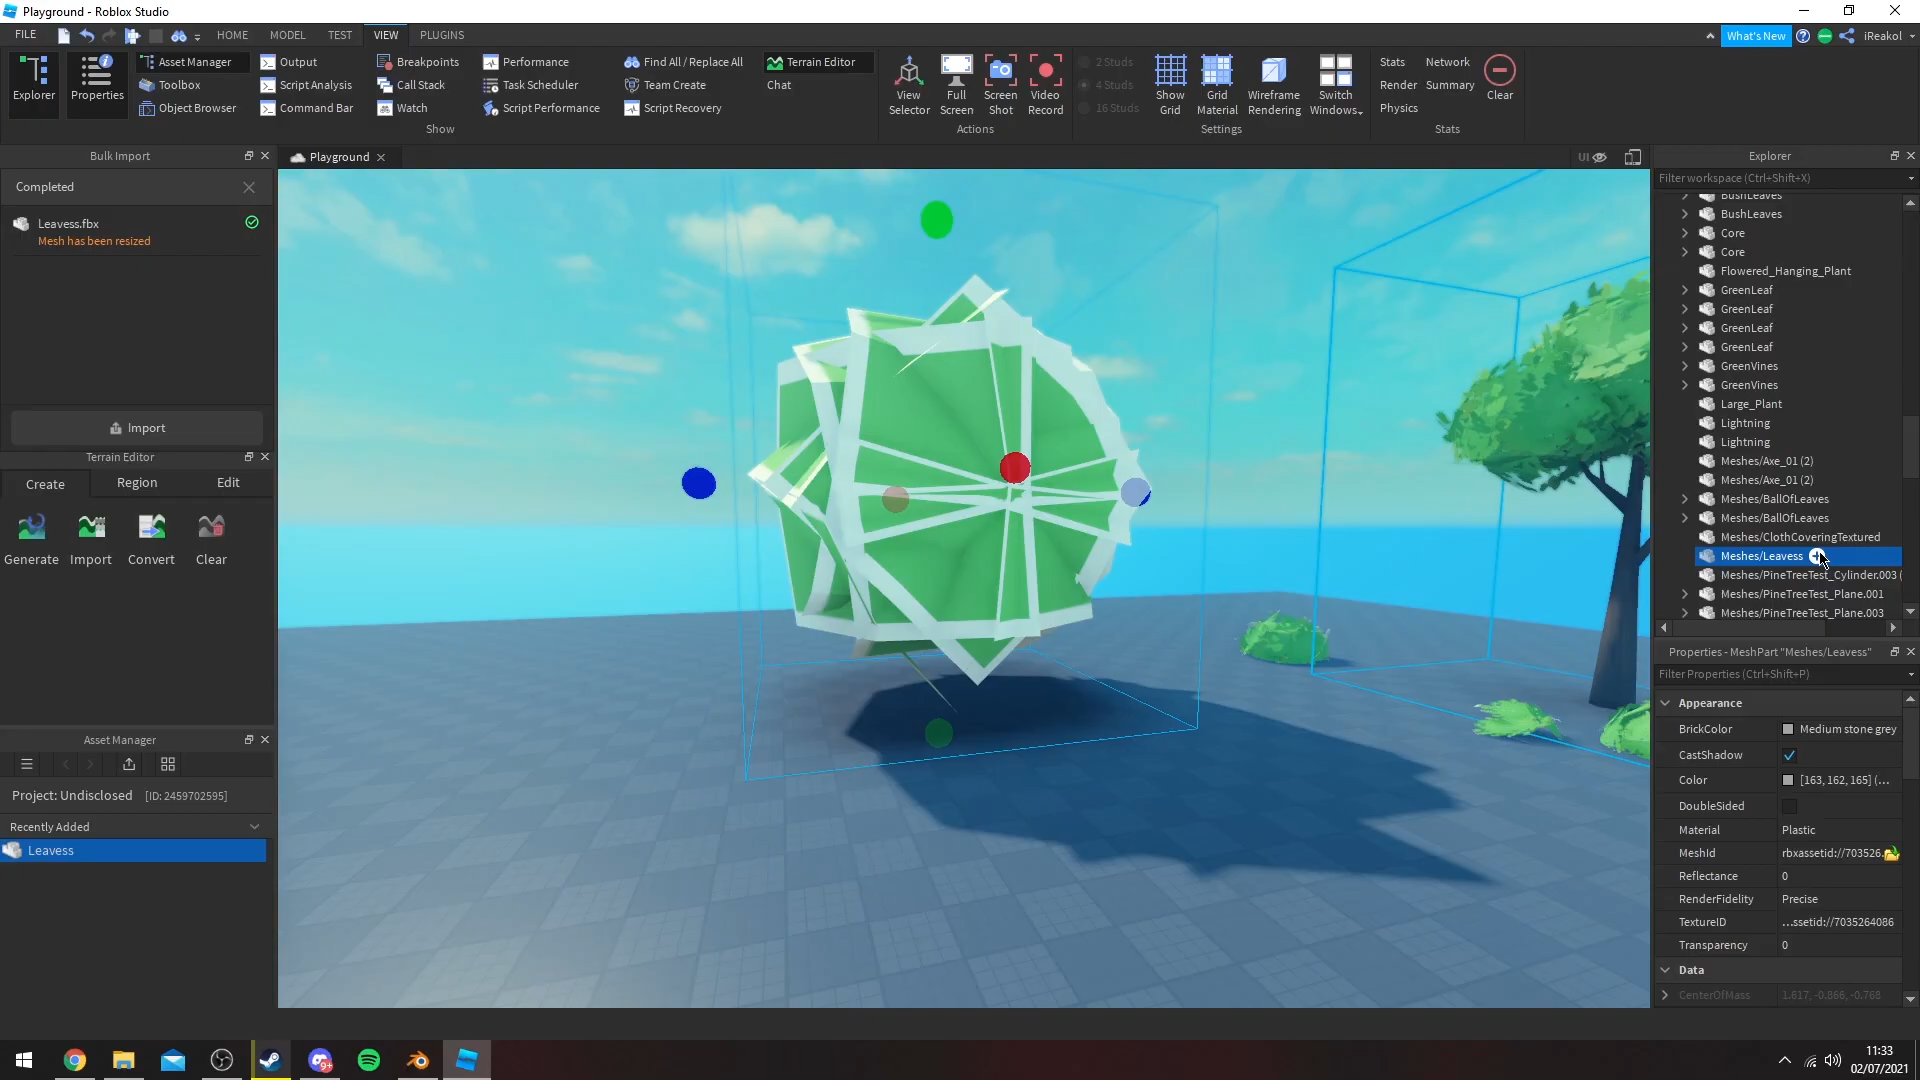 Playground - Roblox Studio
FILE HOME MODEL TEST VIEW PLUGINS What's New iReakol
Explorer
Properties
Asset Manager
Toolbox
Object Browser
Output
Script Analysis
Command Bar
Breakpoints
Call Stack
Watch
Performance
Task Scheduler
Script Performance
Find All / Replace All
Team Create
Script Recovery
Terrain Editor
Chat
Show
View Selector
Full Screen
Screen Shot
Video Record
Actions
2 Studs
4 Studs
16 Studs
Show Grid
Grid Material
Wireframe Rendering
Switch Windows
Settings
Stats Network
Render Summary
Physics
Clear
Stats
Bulk Import
Completed
Leavess.fbx
Mesh has been resized
Import
Terrain Editor
Create Region Edit
Generate Import Convert Clear
Asset Manager
Project: Undisclosed [ID: 2459702595]
Recently Added
Leavess
Playground
UI
Explorer
Filter workspace (Ctrl+Shift+X)
BushLeaves
BushLeaves
Core
Core
Flowered_Hanging_Plant
GreenLeaf
GreenLeaf
GreenLeaf
GreenLeaf
GreenVines
GreenVines
Large_Plant
Lightning
Lightning
Meshes/Axe_01 (2)
Meshes/Axe_01 (2)
Meshes/BallOfLeaves
Meshes/BallOfLeaves
Meshes/ClothCoveringTextured
Meshes/Leavess
Meshes/PineTreeTest_Cylinder.003 (
Meshes/PineTreeTest_Plane.001
Meshes/PineTreeTest_Plane.003
Properties - MeshPart "Meshes/Leavess"
Filter Properties (Ctrl+Shift+P)
Appearance
BrickColor Medium stone grey
CastShadow
Color [163, 162, 165] (...
DoubleSided
Material Plastic
MeshId rbxassetid://703526.
Reflectance 0
RenderFidelity Precise
TextureID ...ssetid://7035264086
Transparency 0
Data
CenterOfMass 1.817, -0.866, -0.768
9+
11:33
02/07/2021